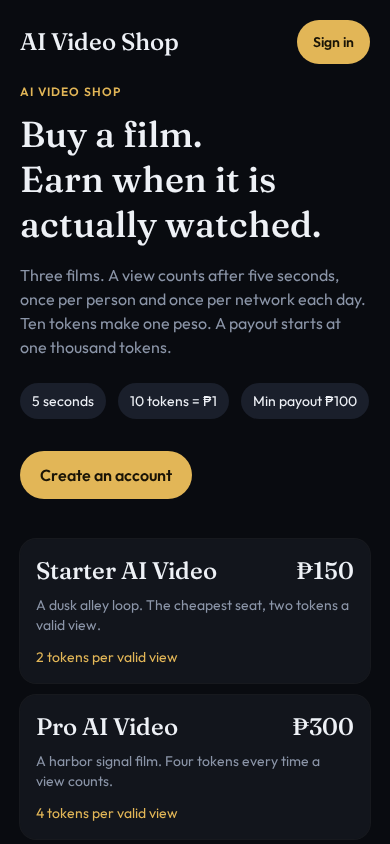 AI Video Shop
Sign in
AI VIDEO SHOP
Buy a film.
Earn when it is
actually watched.
Three films. A view counts after five seconds,
once per person and once per network each day.
Ten tokens make one peso. A payout starts at
one thousand tokens.
5 seconds
10 tokens = ₱1
Min payout ₱100
Create an account
Starter AI Video
₱150
A dusk alley loop. The cheapest seat, two tokens a
valid view.
2 tokens per valid view
Pro AI Video
₱300
A harbor signal film. Four tokens every time a
view counts.
4 tokens per valid view